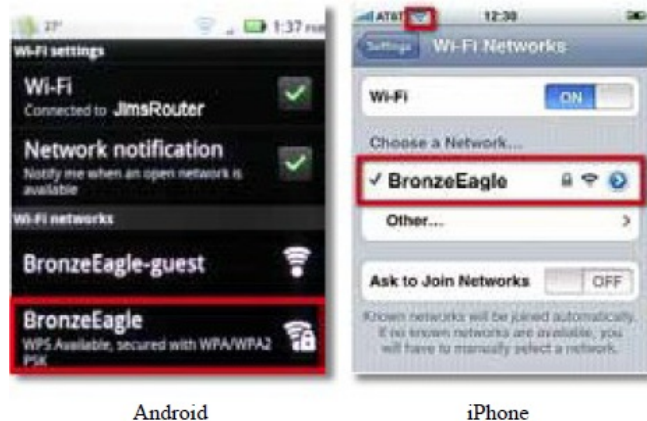 27°
1:37 PM
Wi-Fi settings
Wi-Fi
Connected to JimsRouter
Network notification
Notify me when an open network is
available
Wi-Fi networks
BronzeEagle-guest
BronzeEagle
WPS Available, secured with WPA/WPA2
PSK
Android
AT&T 12:30
Settings Wi-Fi Networks
Wi-Fi ON
Choose a Network...
✓ BronzeEagle
Other... >
Ask to Join Networks OFF
Known networks will be joined automatically.
If no known networks are available, you
will have to manually select a network.
iPhone